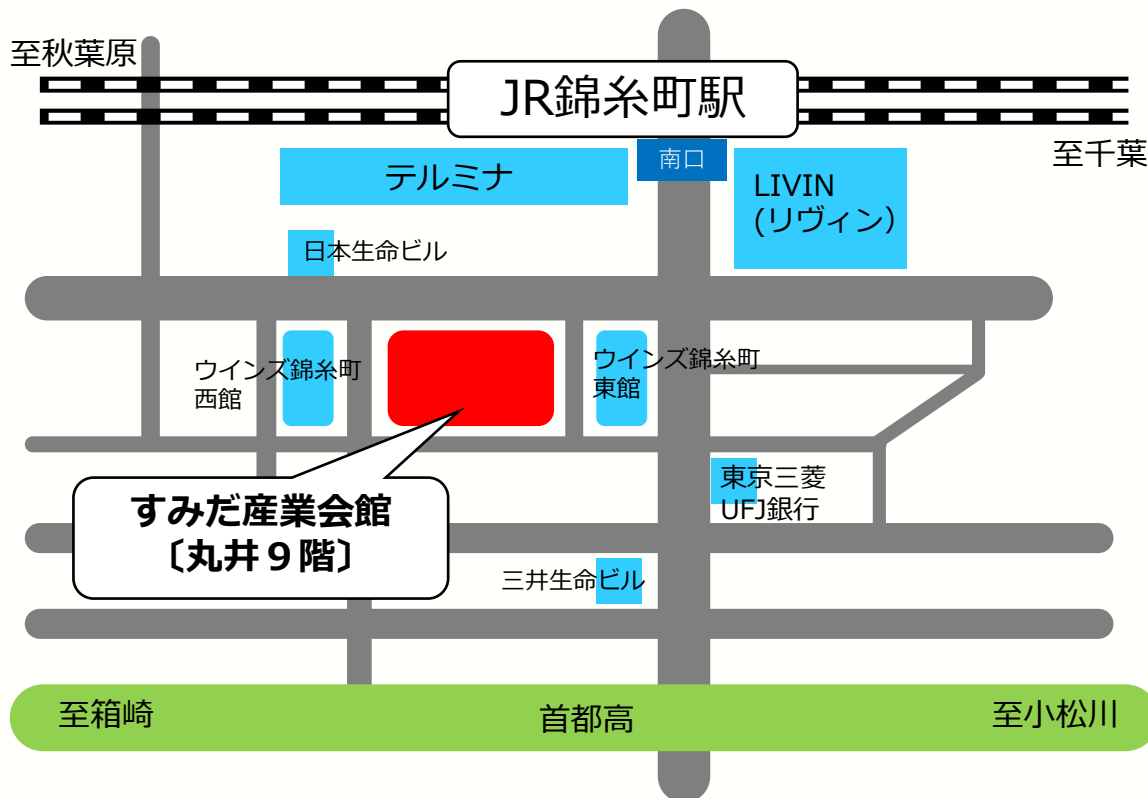 至秋葉原
JR錦糸町駅
至千葉
南口
テルミナ
LIVIN
(リヴィン）
日本生命ビル
ウインズ錦糸町
西館
ウインズ錦糸町
東館
すみだ産業会館
〔丸井９階〕
東京三菱
UFJ銀行
三井生命ビル
至箱崎
首都高
至小松川